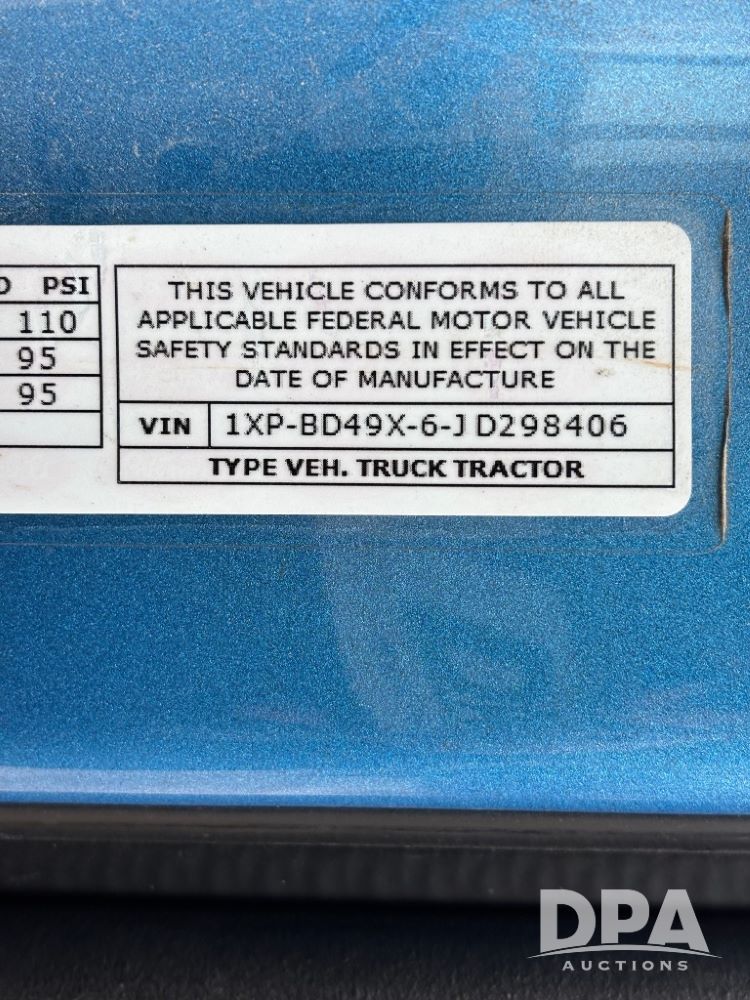 PSI
110
95
95
THIS VEHICLE CONFORMS TO ALL
APPLICABLE FEDERAL MOTOR VEHICLE
SAFETY STANDARDS IN EFFECT ON THE
DATE OF MANUFACTURE
VIN 1XP-BD49X-6-JD298406
TYPE VEH. TRUCK TRACTOR
DPA
AUCTIONS